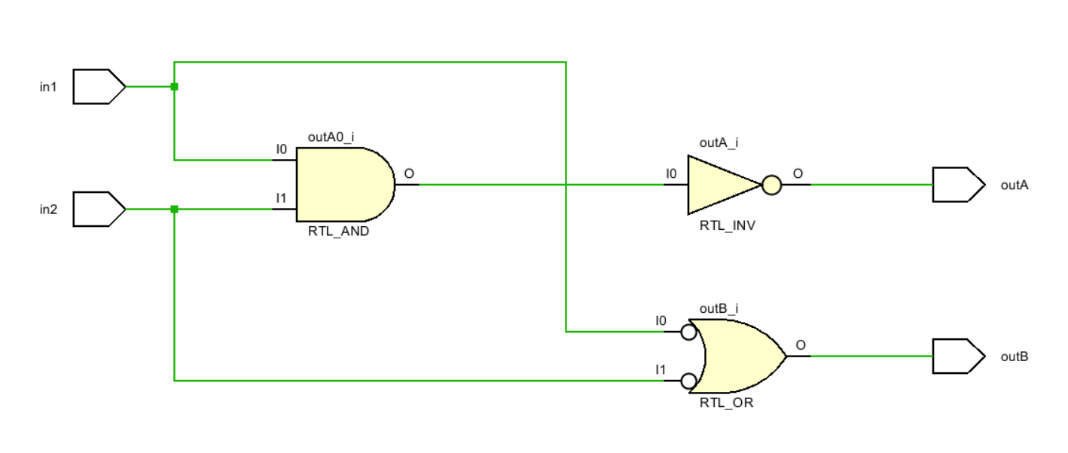 in1
in2
outA0_i
I0
I1
O
RTL_AND
outA_i
I0
O
RTL_INV
outA
outB_i
I0
I1
O
RTL_OR
outB